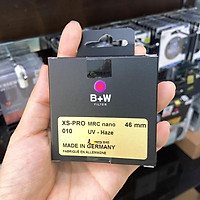 B+W
FILTER
XS-PRO MRC nano 46 mm
010 UV - Haze
MADE IN GERMANY
FABRIQUÉ EN ALLEMAGNE